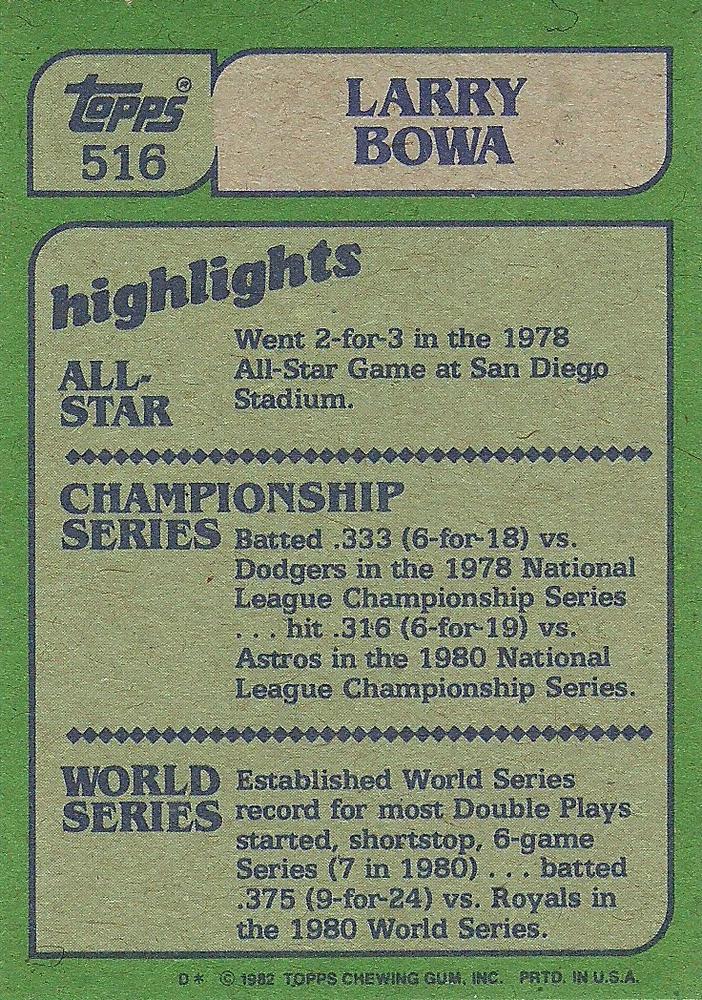 Topps®
516
LARRY
BOWA
highlights
ALL-
STAR
Went 2-for-3 in the 1978
All-Star Game at San Diego
Stadium.
CHAMPIONSHIP
SERIES
Batted .333 (6-for-18) vs.
Dodgers in the 1978 National
League Championship Series
. . . hit .316 (6-for-19) vs.
Astros in the 1980 National
League Championship Series.
WORLD
SERIES
Established World Series
record for most Double Plays
started, shortstop, 6-game
Series (7 in 1980) . . . batted
.375 (9-for-24) vs. Royals in
the 1980 World Series.
D* © 1982 TOPPS CHEWING GUM, INC. PRTD. IN U.S.A.